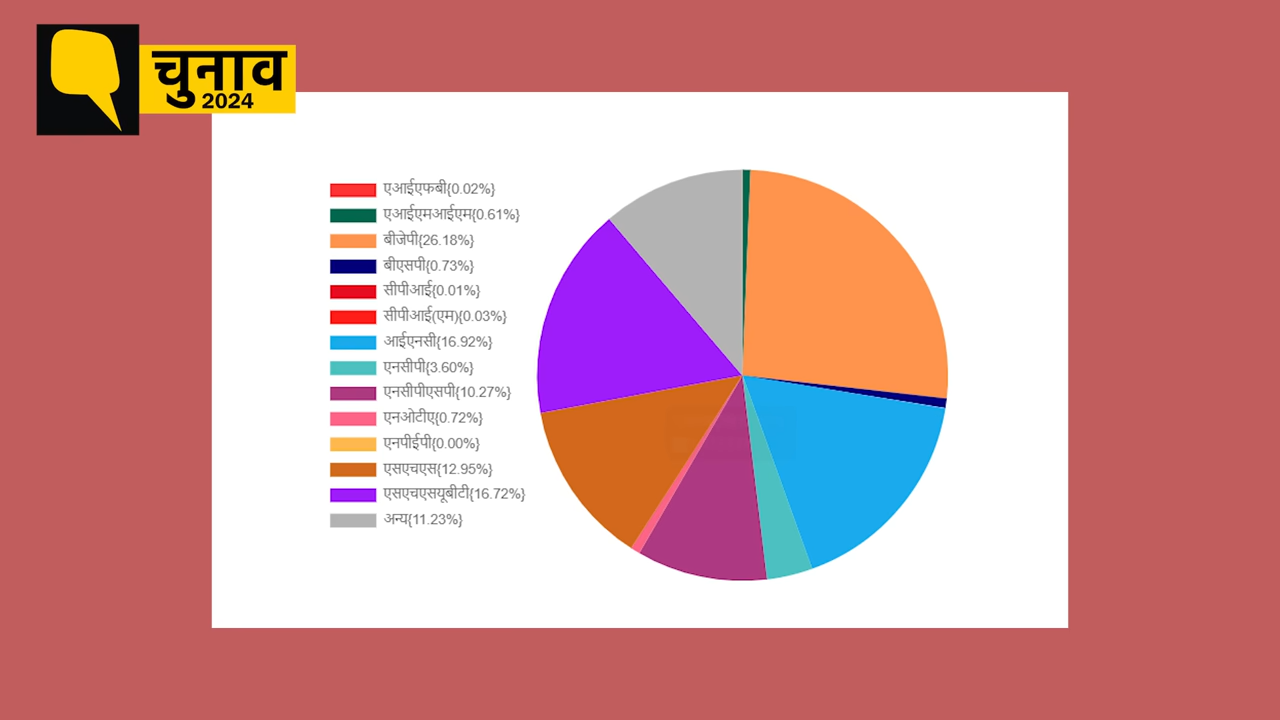 चुनाव
2024
एआईएफबी{0.02%}
एआईएमआईएम{0.61%}
बीजेपी{26.18%}
बीएसपी{0.73%}
सीपीआई{0.01%}
सीपीआई(एम){0.03%}
आईएनसी{16.92%}
एनसीपी{3.60%}
एनसीपीएसपी{10.27%}
एनओटीए{0.72%}
एनपीईपी{0.00%}
एसएचएस{12.95%}
एसएचएसयूबीटी{16.72%}
अन्य{11.23%}